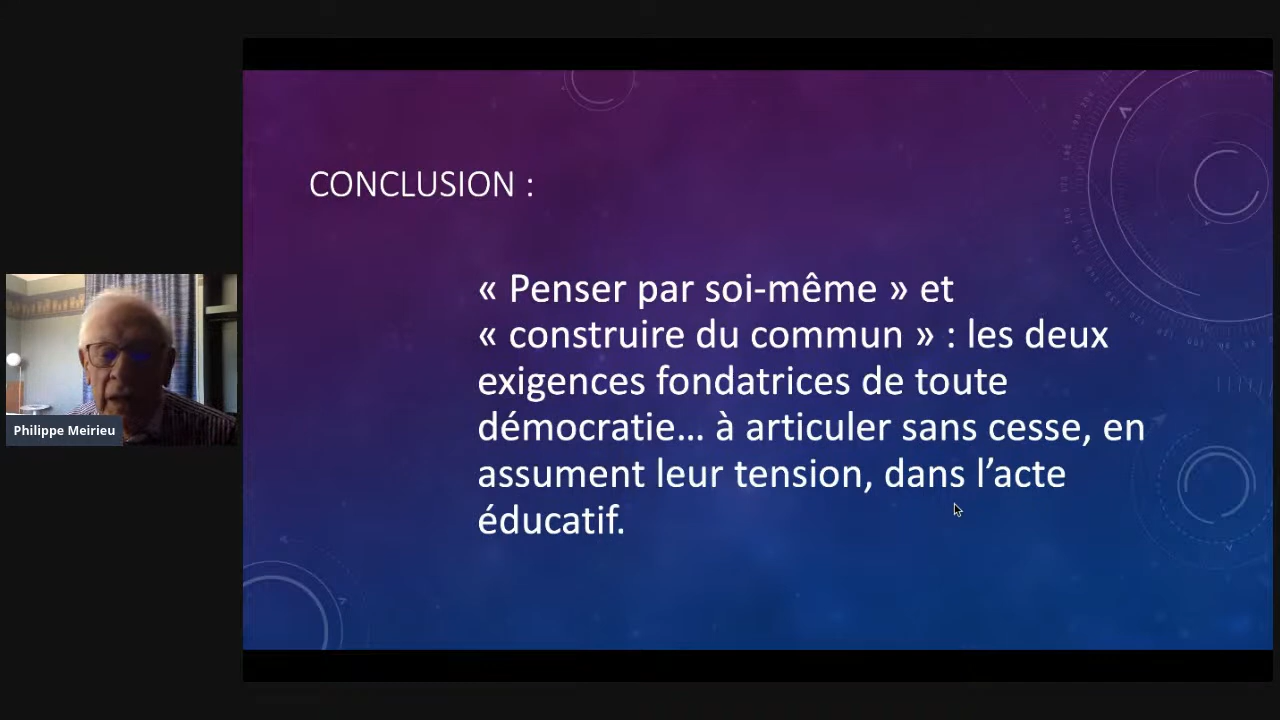 CONCLUSION :
« Penser par soi-même » et
« construire du commun » : les deux
exigences fondatrices de toute
démocratie… à articuler sans cesse, en
assument leur tension, dans l’acte
éducatif.
Philippe Meirieu